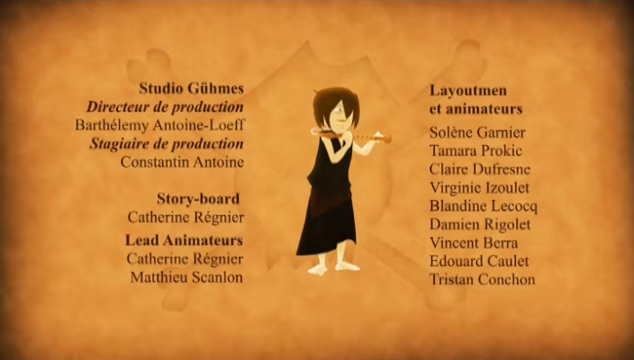 Studio Gühmes
Directeur de production
Barthélemy Antoine-Loeff
Stagiaire de production
Constantin Antoine
Story-board
Catherine Régnier
Lead Animateurs
Catherine Régnier
Matthieu Scanlon
Layoutmen
et animateurs
Solène Garnier
Tamara Prokic
Claire Dufresne
Virginie Izoulet
Blandine Lecocq
Damien Rigolet
Vincent Berra
Edouard Caulet
Tristan Conchon